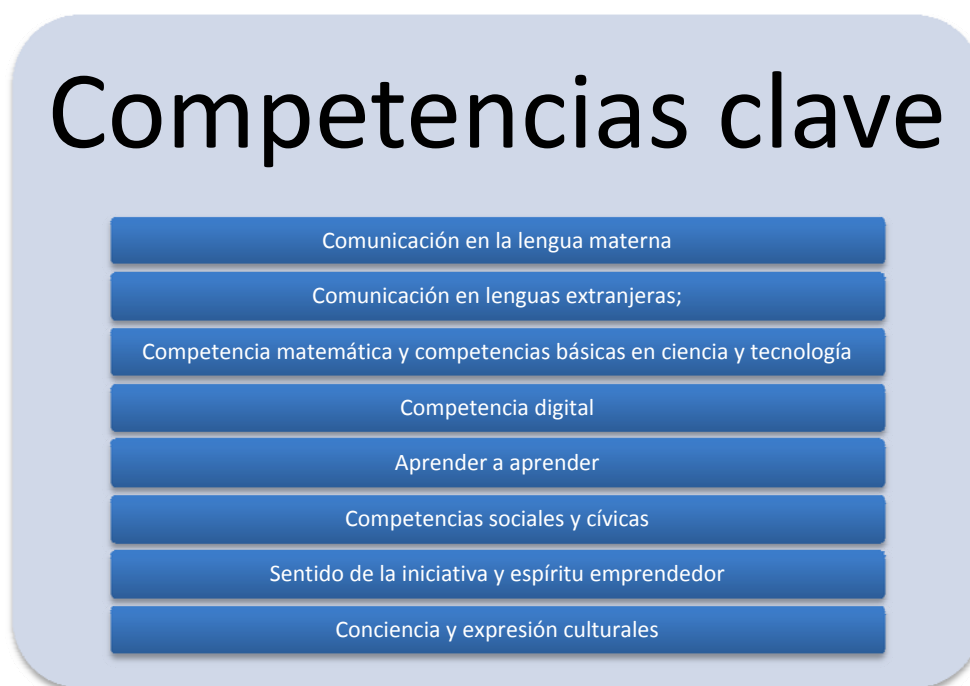 Competencias clave
Comunicación en la lengua materna
Comunicación en lenguas extranjeras;
Competencia matemática y competencias básicas en ciencia y tecnología
Competencia digital
Aprender a aprender
Competencias sociales y cívicas
Sentido de la iniciativa y espíritu emprendedor
Conciencia y expresión culturales